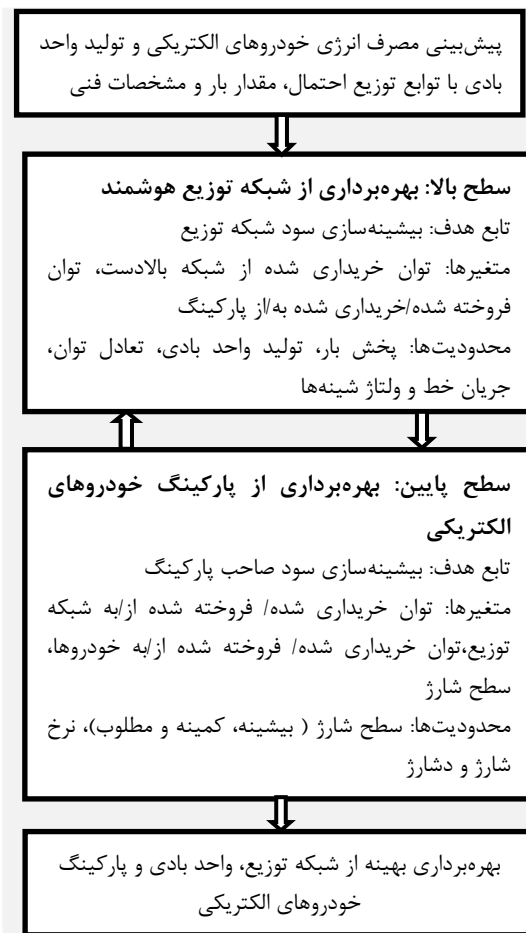 پیش‌بینی مصرف انرژی خودروهای الکتریکی و تولید واحد
بادی با توابع توزیع احتمال، مقدار بار و مشخصات فنی
سطح بالا: بهره‌برداری از شبکه توزیع هوشمند
تابع هدف: بیشینه‌سازی سود شبکه توزیع
متغیرها: توان خریداری شده از شبکه بالادست، توان
فروخته شده/خریداری شده به/از پارکینگ
محدودیت‌ها: پخش بار، تولید واحد بادی، تعادل توان،
جریان خط و ولتاژ شینه‌ها
سطح پایین: بهره‌برداری از پارکینگ خودروهای
الکتریکی
تابع هدف: بیشینه‌سازی سود صاحب پارکینگ
متغیرها: توان خریداری شده/ فروخته شده از/به شبکه
توزیع،توان خریداری شده/ فروخته شده از/به خودروها،
سطح شارژ
محدودیت‌ها: سطح شارژ ( بیشینه، کمینه و مطلوب)، نرخ
شارژ و دشارژ
بهره‌برداری بهینه از شبکه توزیع، واحد بادی و پارکینگ
خودروهای الکتریکی